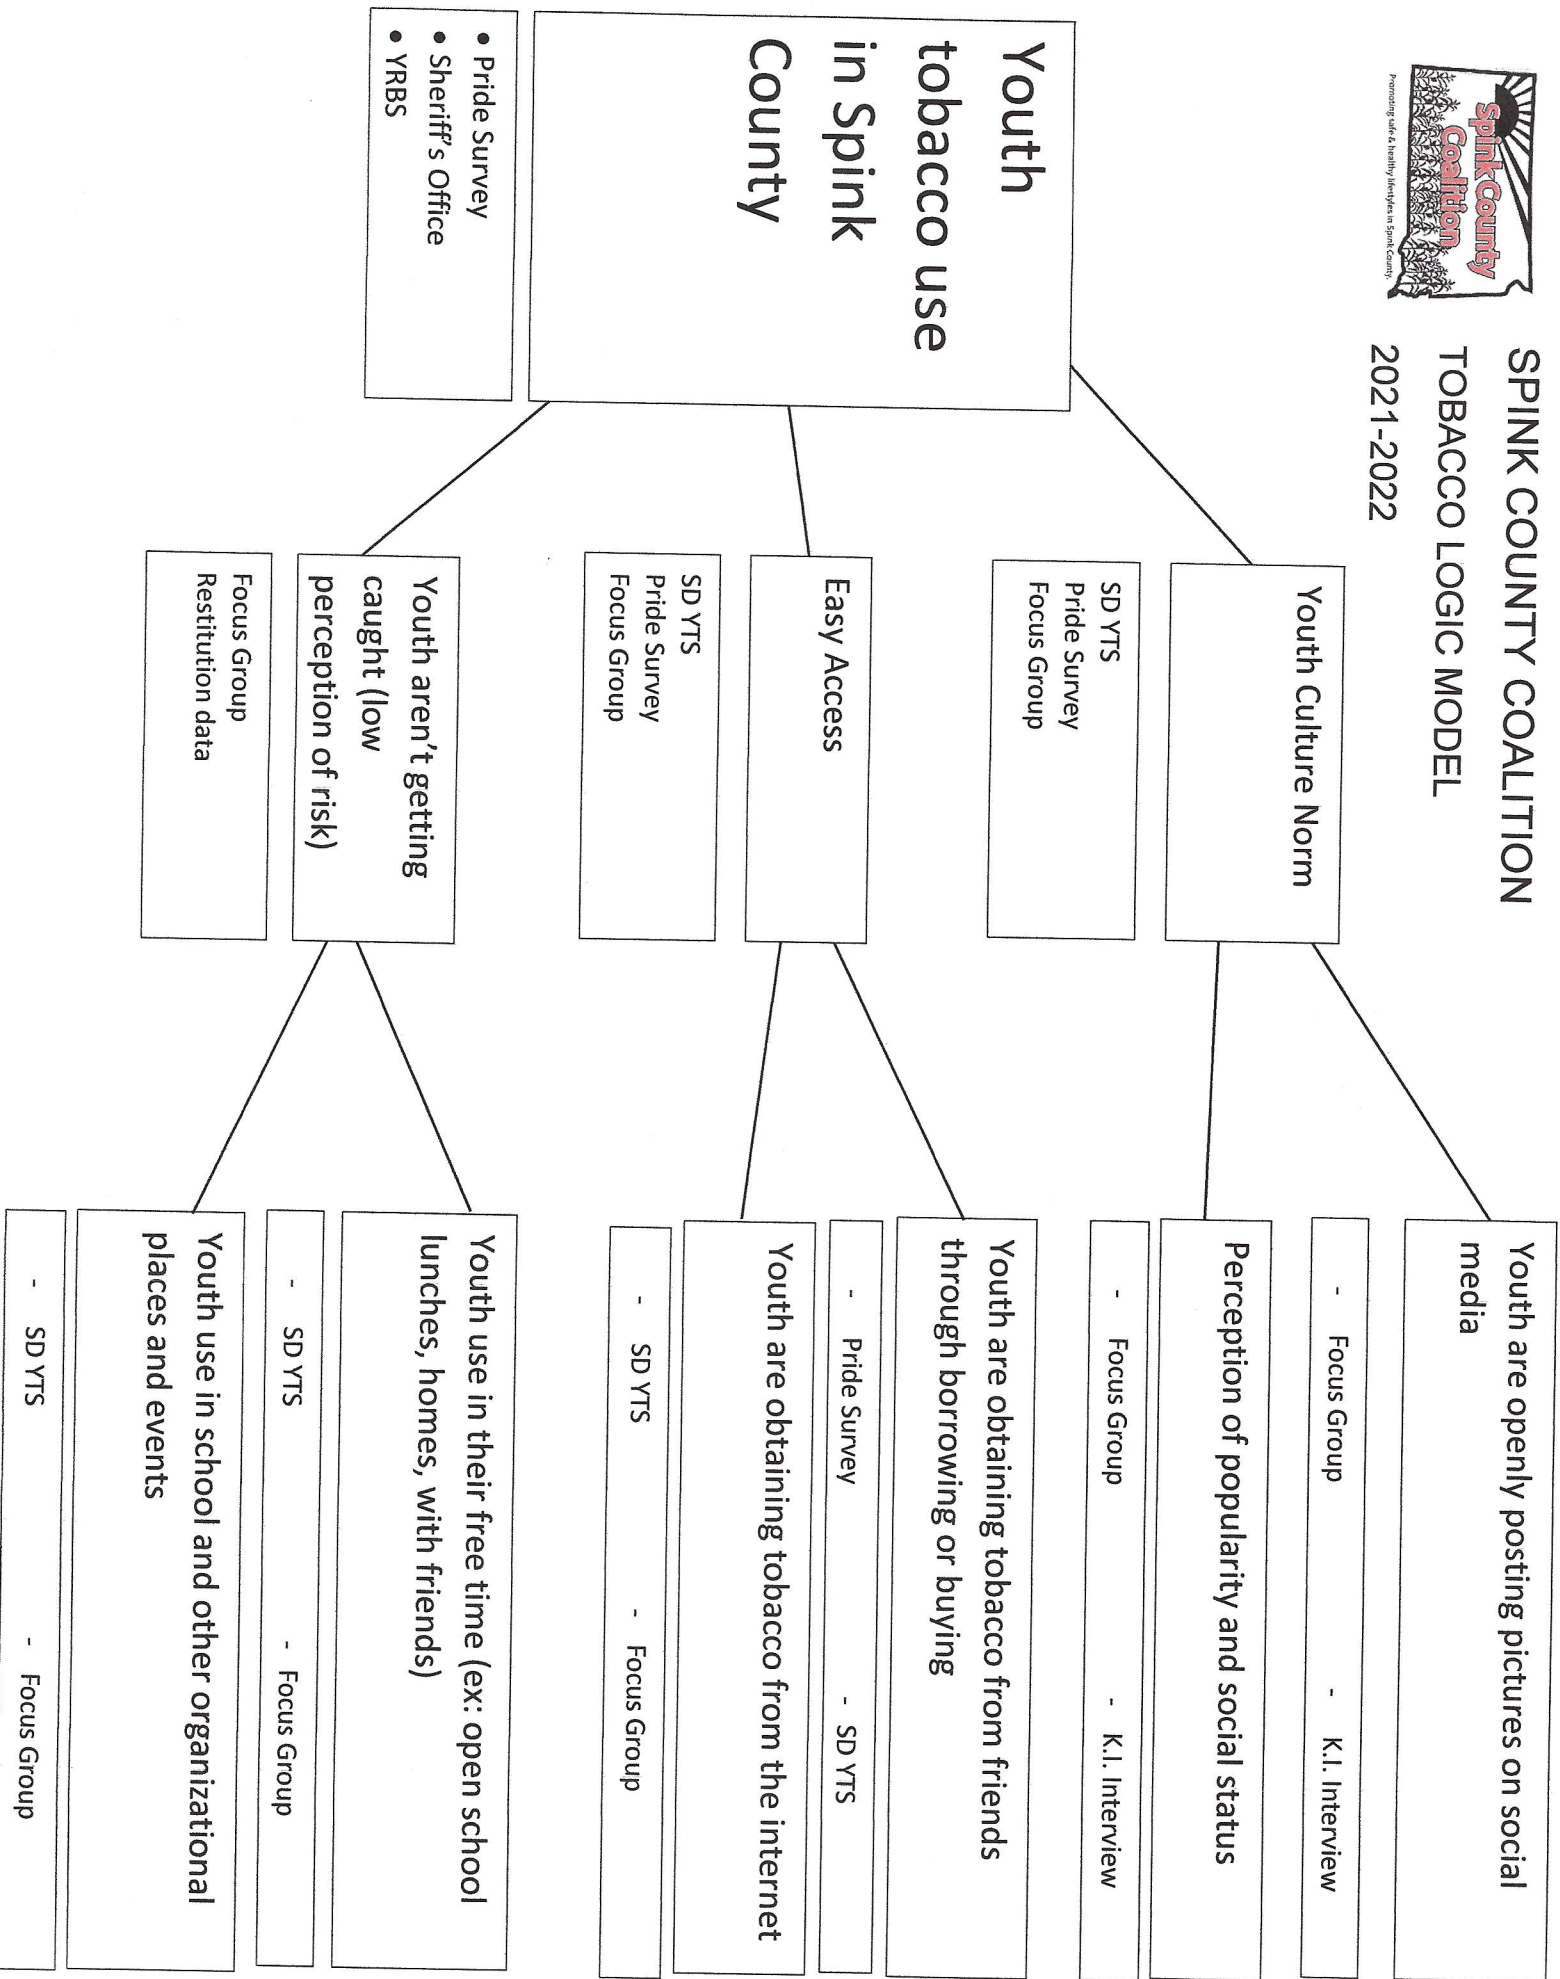 Spink County
Coalition
Promoting safe & healthy lifestyles in Spink County.
SPINK COUNTY COALITION
TOBACCO LOGIC MODEL
2021-2022
Youth
tobacco use
in Spink
County
• Pride Survey
• Sheriff's Office
• YRBS
Youth Culture Norm
SD YTS
Pride Survey
Focus Group
Easy Access
SD YTS
Pride Survey
Focus Group
Youth aren't getting
caught (low
perception of risk)
Focus Group
Restitution data
Youth are openly posting pictures on social
media
- Focus Group - K.I. Interview
Perception of popularity and social status
- Focus Group - K.I. Interview
Youth are obtaining tobacco from friends
through borrowing or buying
- Pride Survey - SD YTS
Youth are obtaining tobacco from the internet
- SD YTS - Focus Group
Youth use in their free time (ex: open school
lunches, homes, with friends)
- SD YTS - Focus Group
Youth use in school and other organizational
places and events
- SD YTS - Focus Group